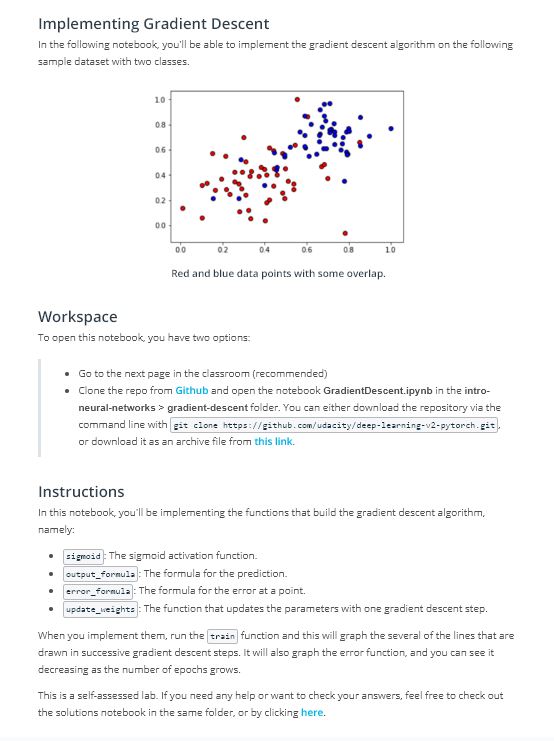 Implementing Gradient Descent
In the following notebook, you'll be able to implement the gradient descent algorithm on the following
sample dataset with two classes.
1.0
0.8
0.6
0.4
0.2
0.0
0.0 0.2 0.4 0.6 0.8 1.0
Red and blue data points with some overlap.
Workspace
To open this notebook, you have two options:
• Go to the next page in the classroom (recommended)
• Clone the repo from Github and open the notebook GradientDescent.ipynb in the intro-
neural-networks > gradient-descent folder. You can either download the repository via the
command line with git clone https://github.com/udacity/deep-learning-v2-pytorch.git,
or download it as an archive file from this link.
Instructions
In this notebook, you'll be implementing the functions that build the gradient descent algorithm,
namely:
• sigmoid: The sigmoid activation function.
• output_formula: The formula for the prediction.
• error_formula: The formula for the error at a point.
• update_weights: The function that updates the parameters with one gradient descent step.
When you implement them, run the train function and this will graph the several of the lines that are
drawn in successive gradient descent steps. It will also graph the error function, and you can see it
decreasing as the number of epochs grows.
This is a self-assessed lab. If you need any help or want to check your answers, feel free to check out
the solutions notebook in the same folder, or by clicking here.